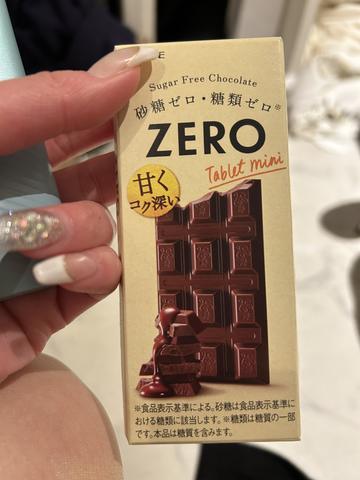 E
Sugar Free Chocolate
砂糖ゼロ・糖類ゼロ※
ZERO
Tablet mini
甘く
コク深い
※食品表示基準による。砂糖は食品表示基準に
おける糖類に該当します。※糖類は糖質の一部
です。本品は糖質を含みます。